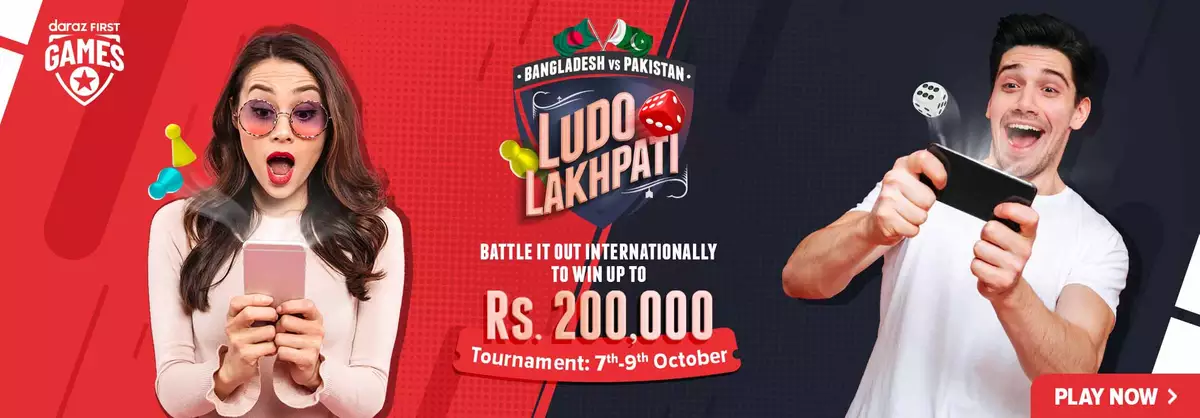 daraz FIRST
GAMES
• BANGLADESH vs PAKISTAN •
LUDO
LAKHPATI
BATTLE IT OUT INTERNATIONALLY
TO WIN UP TO
Rs. 200,000
Tournament: 7th-9th October
PLAY NOW >